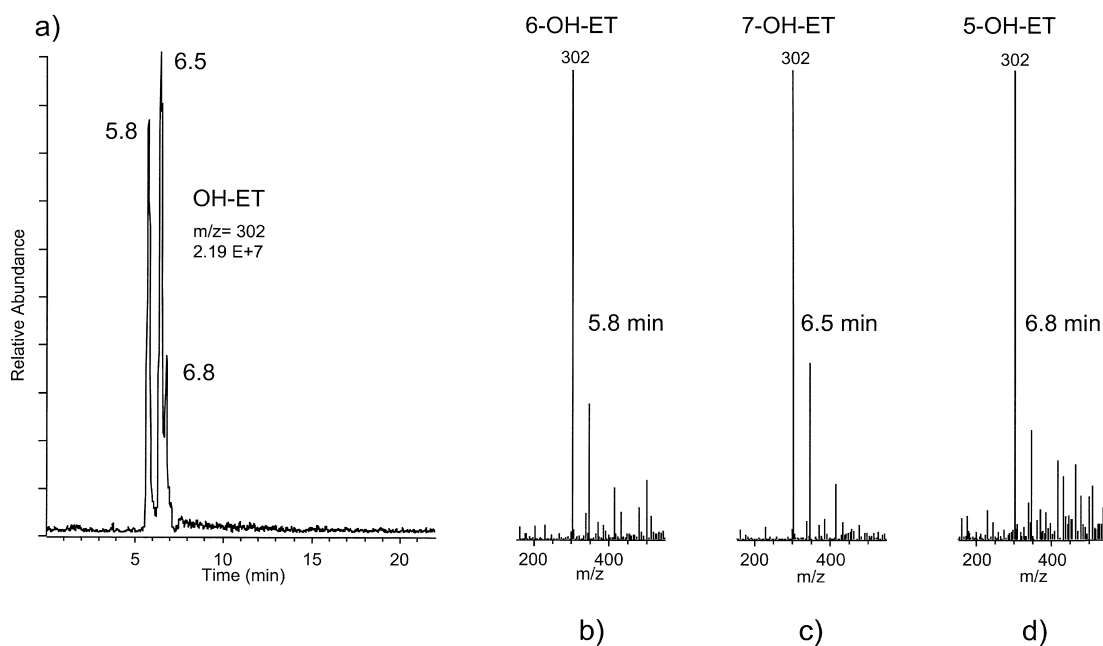 a)
6.5
5.8
OH-ET
m/z= 302
2.19 E+7
6.8
Relative Abundance
5 10 15 20
Time (min)
6-OH-ET
302
5.8 min
200 400
m/z
b)
7-OH-ET
302
6.5 min
200 400
m/z
c)
5-OH-ET
302
6.8 min
200 400
m/z
d)